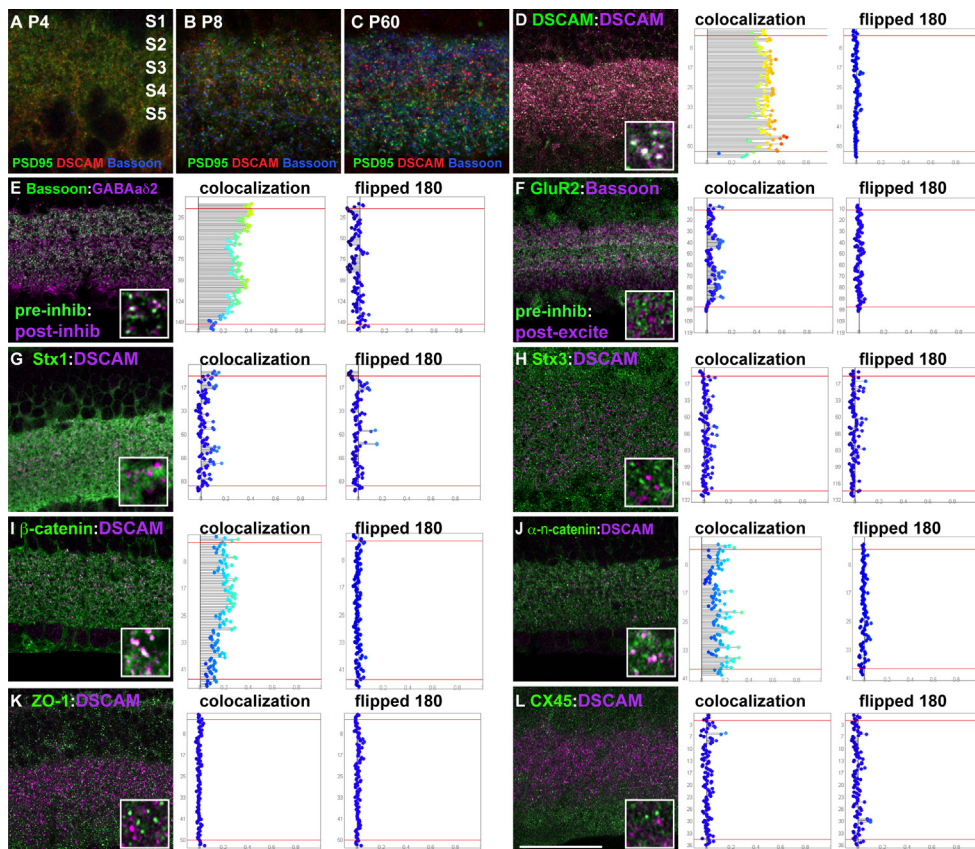 A P4
S1
S2
S3
S4
S5
PSD95 DSCAM Bassoon
B P8
PSD95 DSCAM Bassoon
C P60
PSD95 DSCAM Bassoon
D DSCAM:DSCAM
colocalization
flipped 180
E Bassoon:GABAaδ2
pre-inhib:
post-inhib
colocalization
flipped 180
F GluR2:Bassoon
pre-inhib:
post-excite
colocalization
flipped 180
G Stx1:DSCAM
colocalization
flipped 180
H Stx3:DSCAM
colocalization
flipped 180
I β-catenin:DSCAM
colocalization
flipped 180
J α-n-catenin:DSCAM
colocalization
flipped 180
K ZO-1:DSCAM
colocalization
flipped 180
L CX45:DSCAM
colocalization
flipped 180